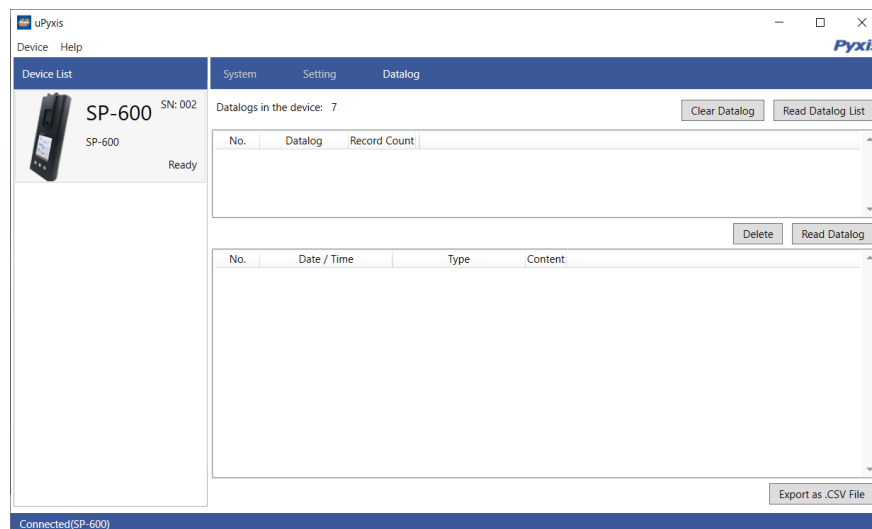 uPyxis
Device Help
Pyxis
Device List System Setting Datalog
SP-600 SN: 002
SP-600
Ready
Datalogs in the device: 7 Clear Datalog Read Datalog List
No. Datalog Record Count
Delete Read Datalog
No. Date / Time Type Content
Export as .CSV File
Connected(SP-600)